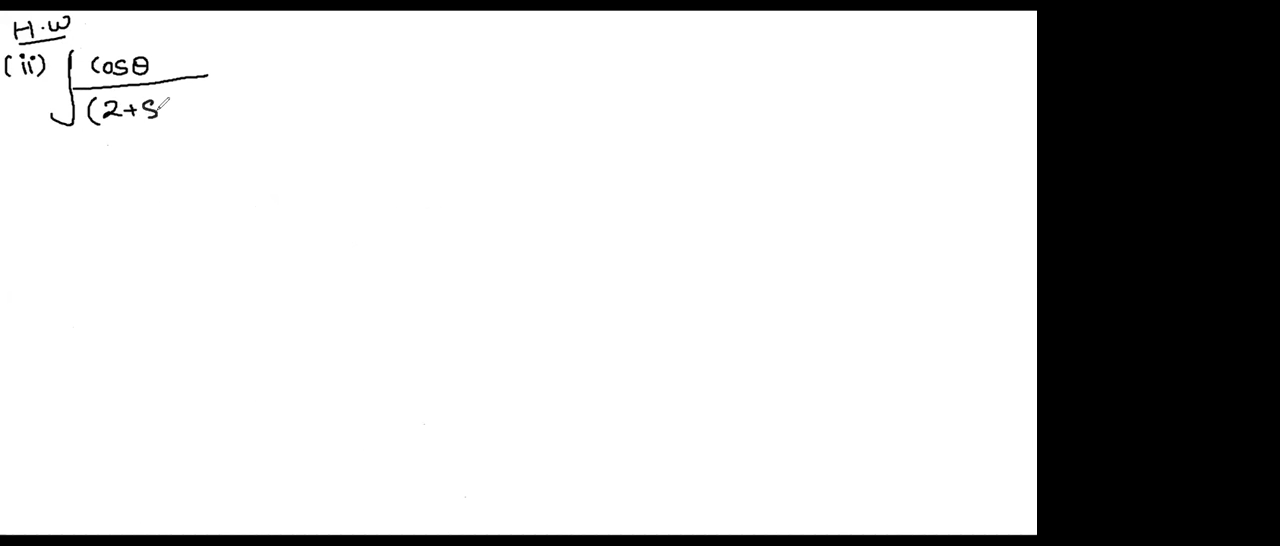 H.W
(ii) ∫ cosθ
(2+s